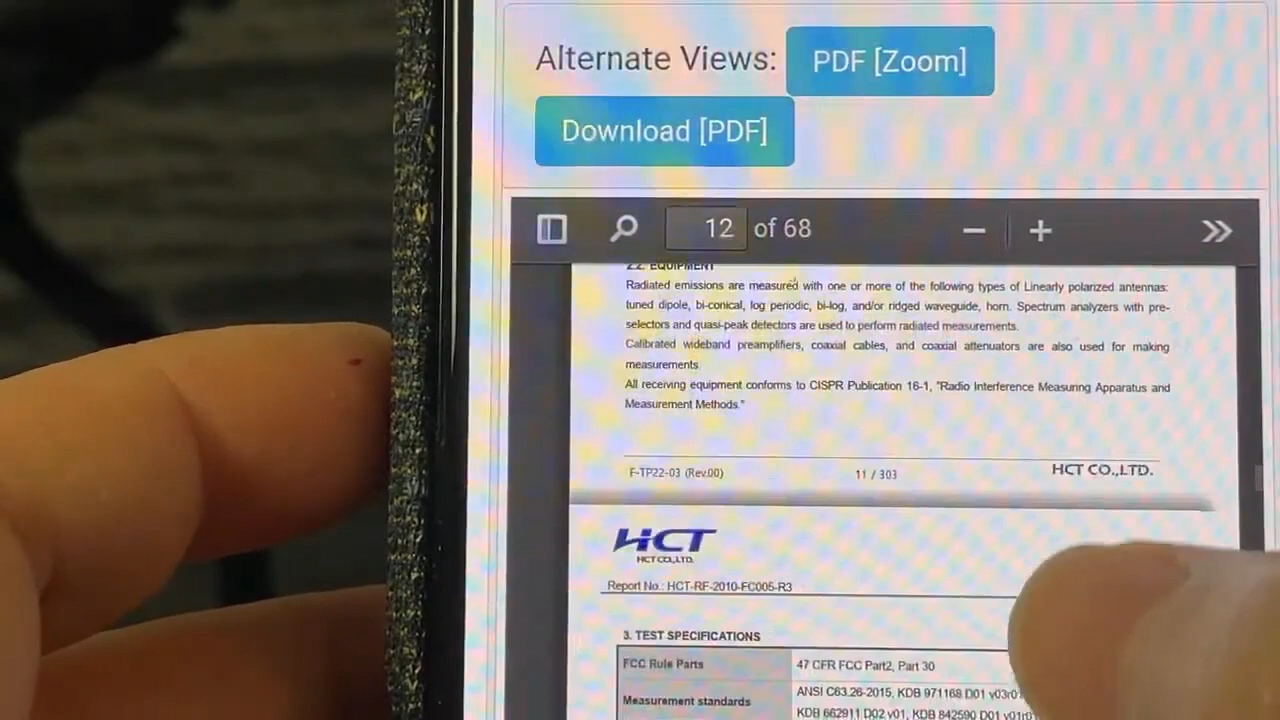 Alternate Views: PDF [Zoom]
Download [PDF]
12 of 68
2.2. EQUIPMENT
Radiated emissions are measured with one or more of the following types of Linearly polarized antennas:
tuned dipole, bi-conical, log periodic, bi-log, and/or ridged waveguide, horn. Spectrum analyzers with pre-
selectors and quasi-peak detectors are used to perform radiated measurements.
Calibrated wideband preamplifiers, coaxial cables, and coaxial attenuators are also used for making
measurements.
All receiving equipment conforms to CISPR Publication 16-1, "Radio Interference Measuring Apparatus and
Measurement Methods."
F-TP22-03 (Rev.00) 11 / 303 HCT CO.,LTD.
HCT
HCT CO.,LTD.
Report No.: HCT-RF-2010-FC005-R3
3. TEST SPECIFICATIONS
FCC Rule Parts 47 CFR FCC Part2, Part 30
Measurement standards ANSI C63.26-2015, KDB 971168 D01 v03r01
KDB 662911 D02 v01, KDB 842590 D01 v01r0